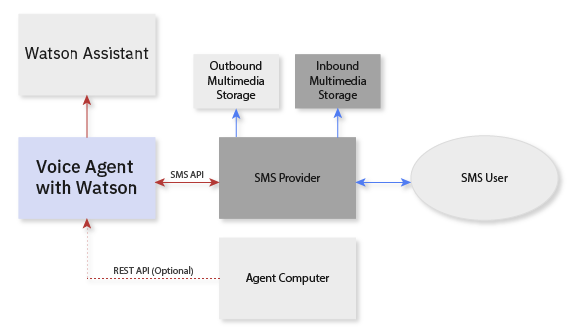 Watson Assistant
Outbound
Multimedia
Storage
Inbound
Multimedia
Storage
Voice Agent
with Watson
SMS API
SMS Provider
SMS User
REST API (Optional)
Agent Computer